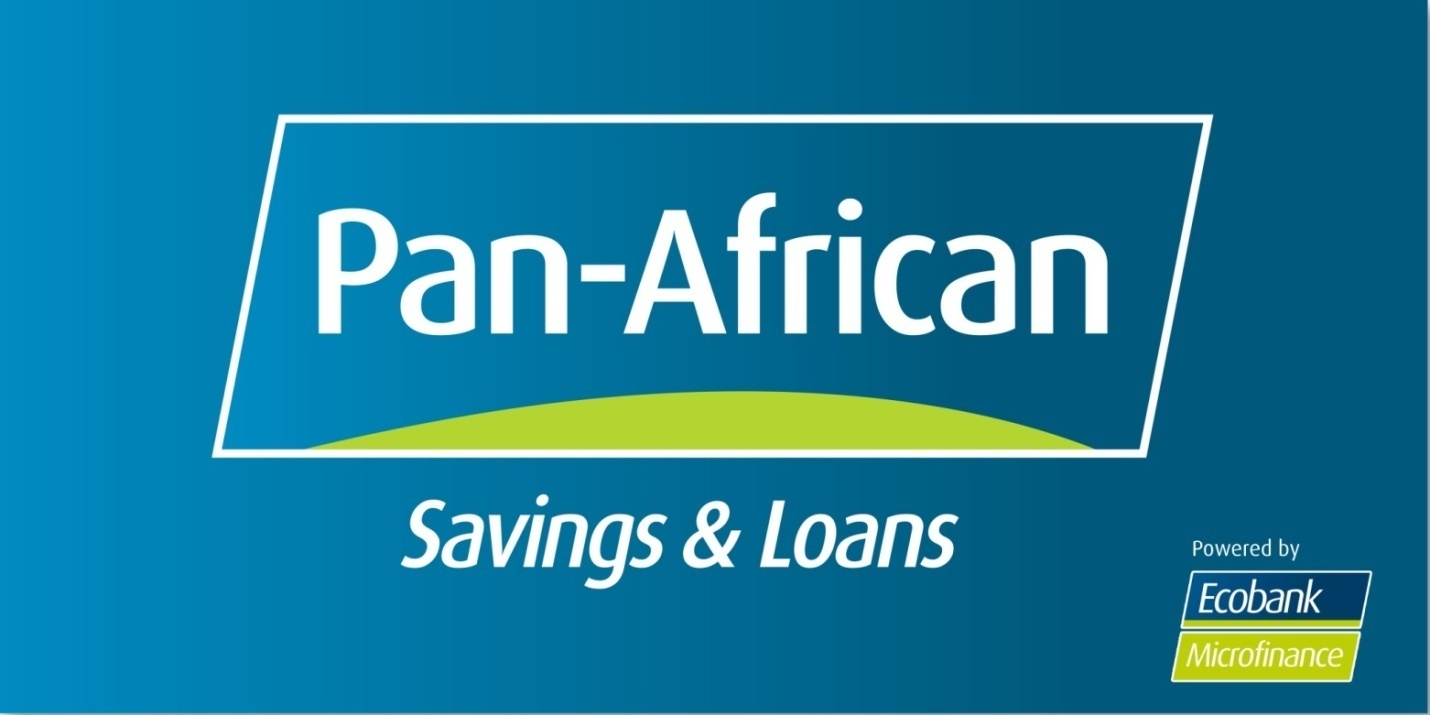 Pan-African
Savings & Loans
Powered by
Ecobank
Microfinance